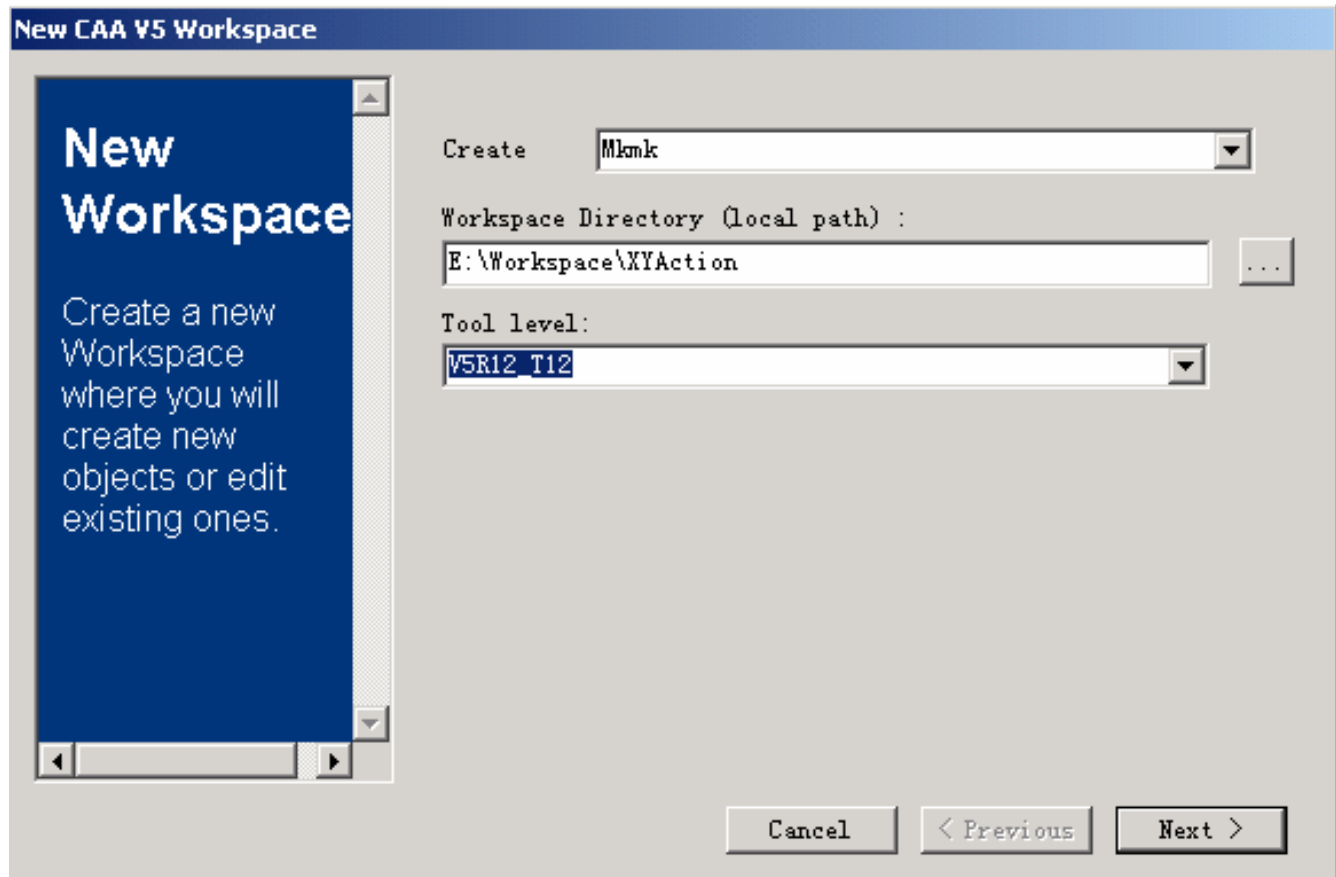 New CAA V5 Workspace
New
Workspace
Create a new
Workspace
where you will
create new
objects or edit
existing ones.
Create Mkmk
Workspace Directory (local path) :
E:\Workspace\XYAction
...
Tool level:
V5R12_T12
Cancel < Previous Next >